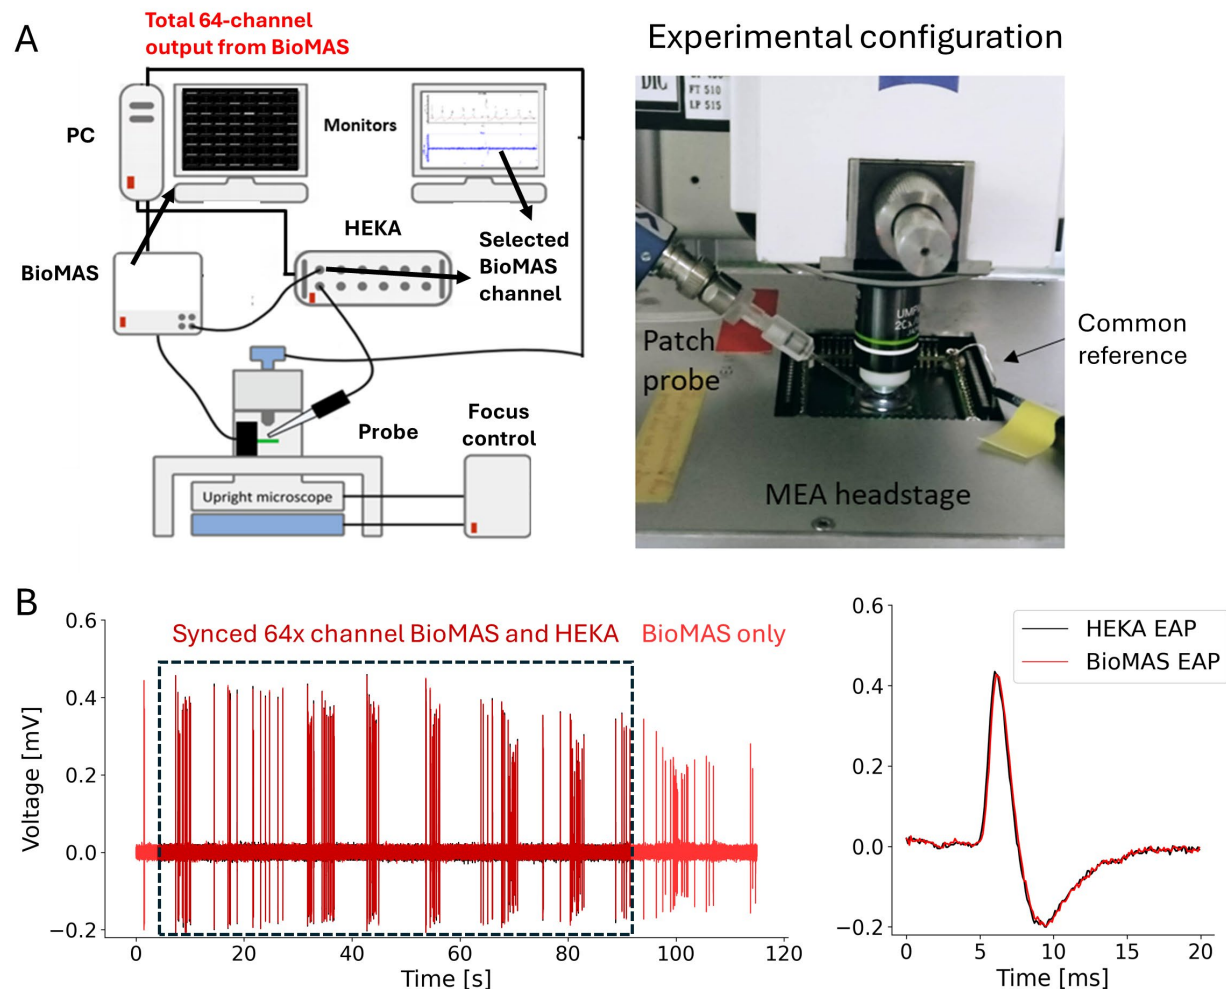 A
Total 64-channel
output from BioMAS
PC
Monitors
BioMAS
HEKA
Selected
BioMAS
channel
Probe
Focus
control
Upright microscope
Experimental configuration
DIC
FT 510
LP 515
UMPL
20x
Patch
probe
Common
reference
MEA headstage
B
Synced 64x channel BioMAS and HEKA
BioMAS only
Voltage [mV]
0.6
0.4
0.2
0.0
−0.2
0
20
40
60
80
100
120
Time [s]
HEKA EAP
BioMAS EAP
0.6
0.4
0.2
0.0
−0.2
0
5
10
15
20
Time [ms]